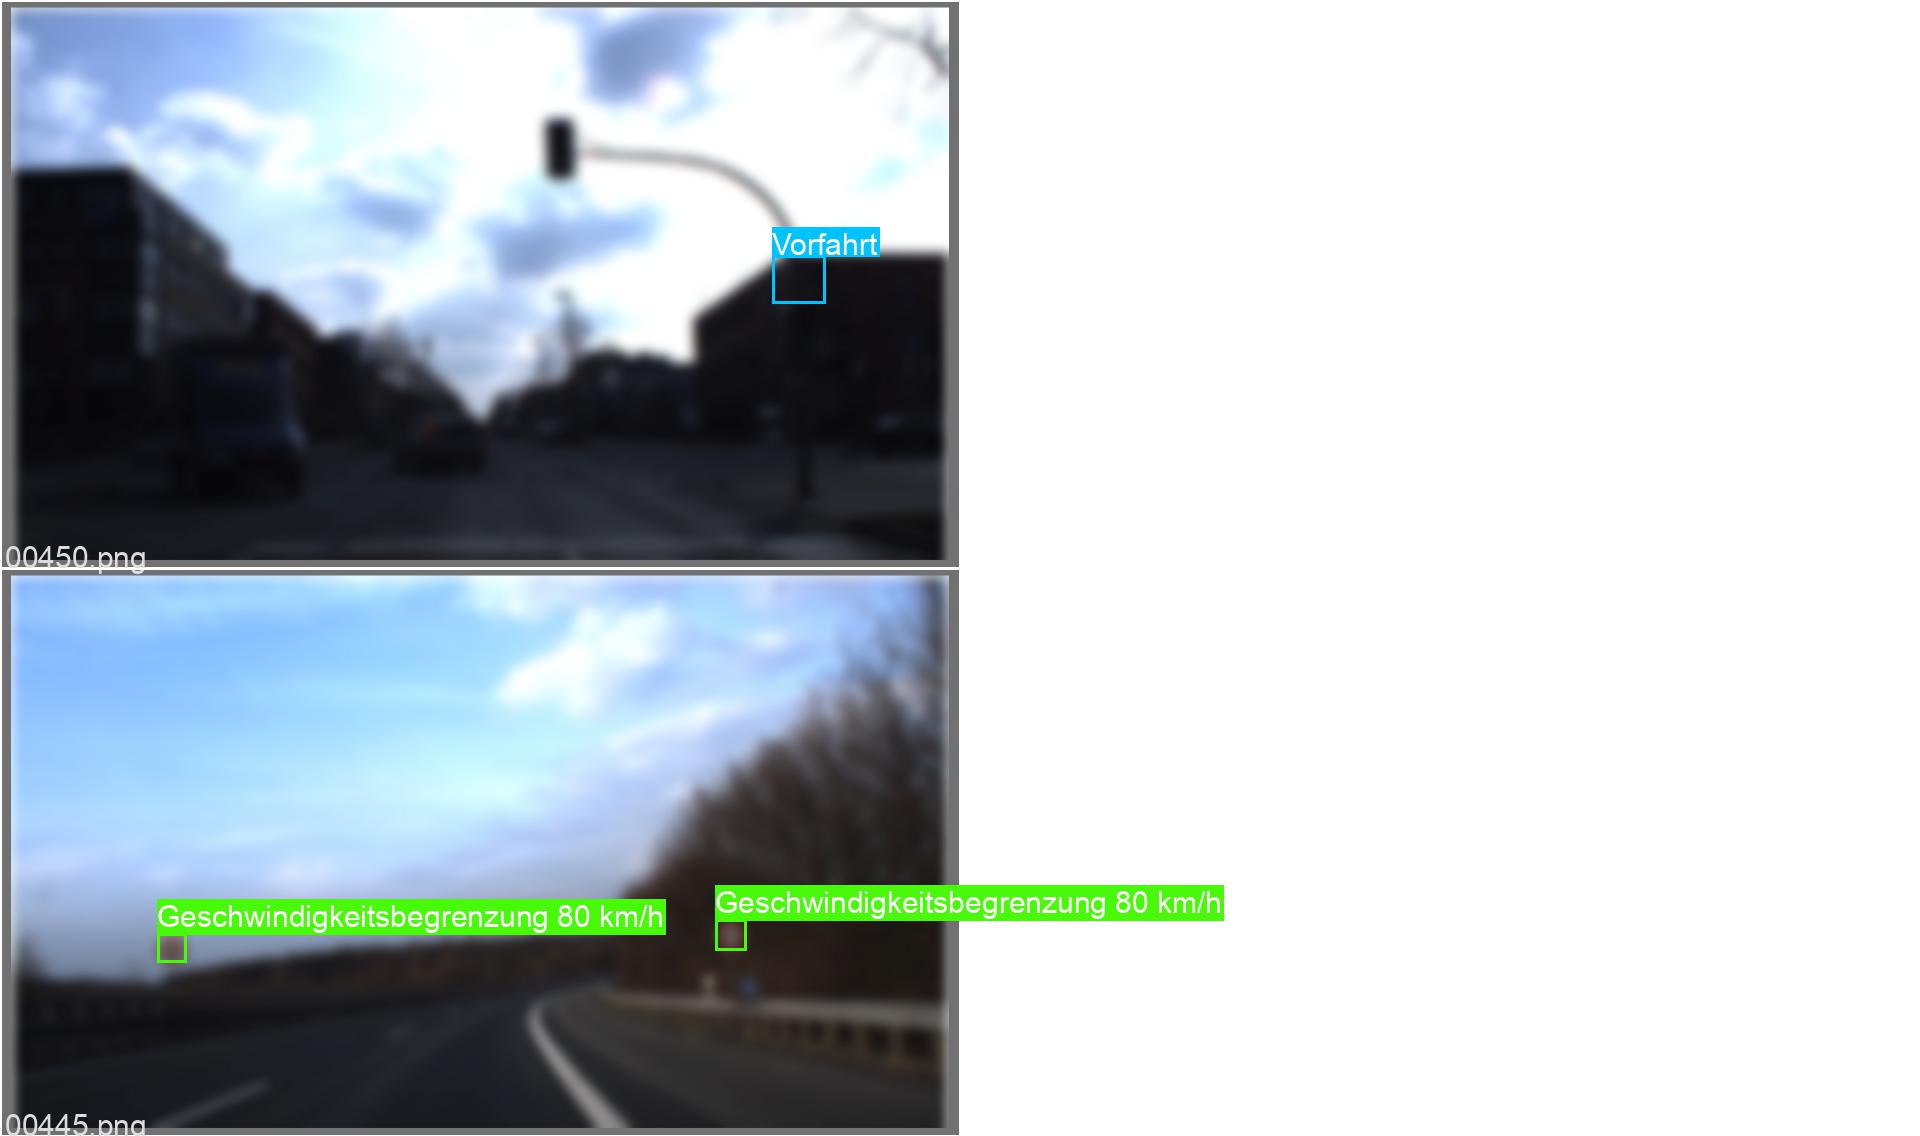 Vorfahrt
00450.png
Geschwindigkeitsbegrenzung 80 km/h
Geschwindigkeitsbegrenzung 80 km/h
00445.png